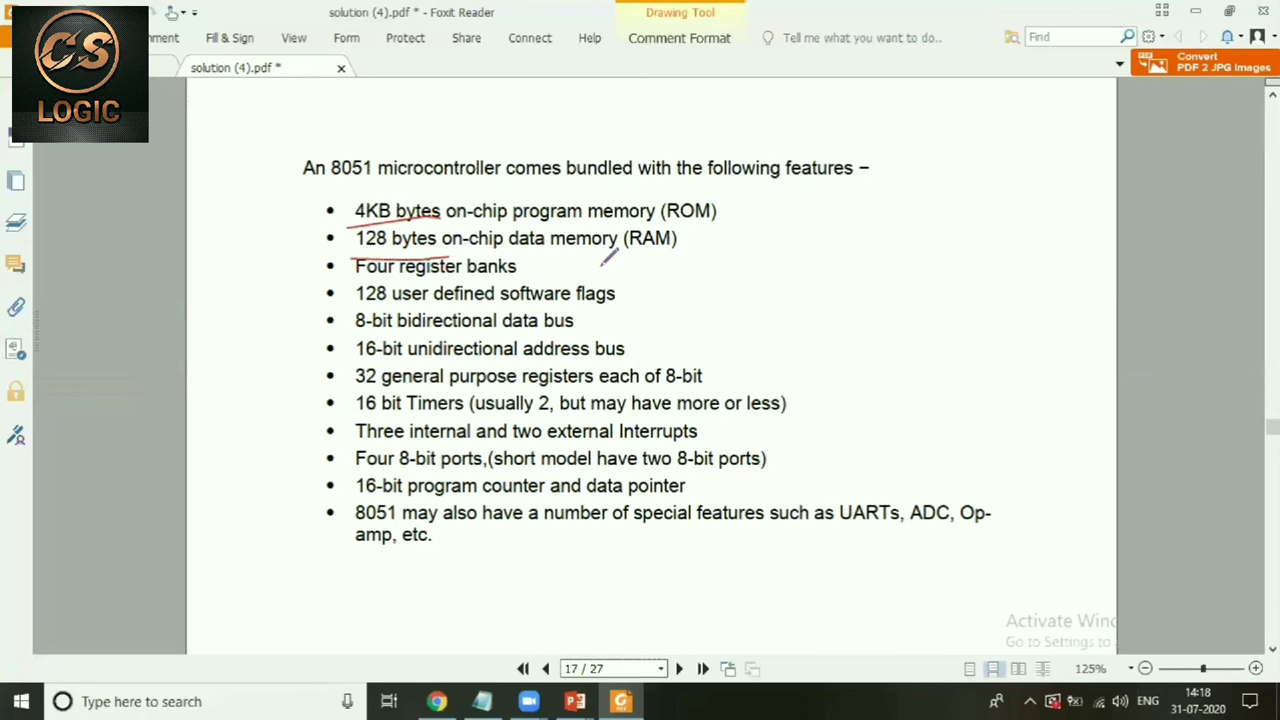 solution (4).pdf * - Foxit Reader
Drawing Tool
Fill & Sign View Form Protect Share Connect Help Comment Format Tell me what you want to do.. Find
solution (4).pdf *
Convert
PDF 2 JPG Images
CS
LOGIC
An 8051 microcontroller comes bundled with the following features −
• 4KB bytes on-chip program memory (ROM)
• 128 bytes on-chip data memory (RAM)
• Four register banks
• 128 user defined software flags
• 8-bit bidirectional data bus
• 16-bit unidirectional address bus
• 32 general purpose registers each of 8-bit
• 16 bit Timers (usually 2, but may have more or less)
• Three internal and two external Interrupts
• Four 8-bit ports,(short model have two 8-bit ports)
• 16-bit program counter and data pointer
• 8051 may also have a number of special features such as UARTs, ADC, Op-
amp, etc.
Activate
Go to Settings to
17 / 27
125%
Type here to search
ENG
14:18
31-07-2020